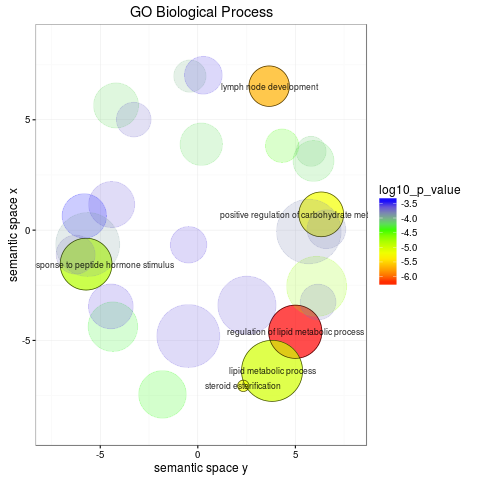 GO Biological Process
lymph node development
positive regulation of carbohydrate met
sponse to peptide hormone stimulus
regulation of lipid metabolic process
lipid metabolic process
steroid esterification
5
0
-5
-5
0
5
semantic space x
semantic space y
log10_p_value
-3.5
-4.0
-4.5
-5.0
-5.5
-6.0